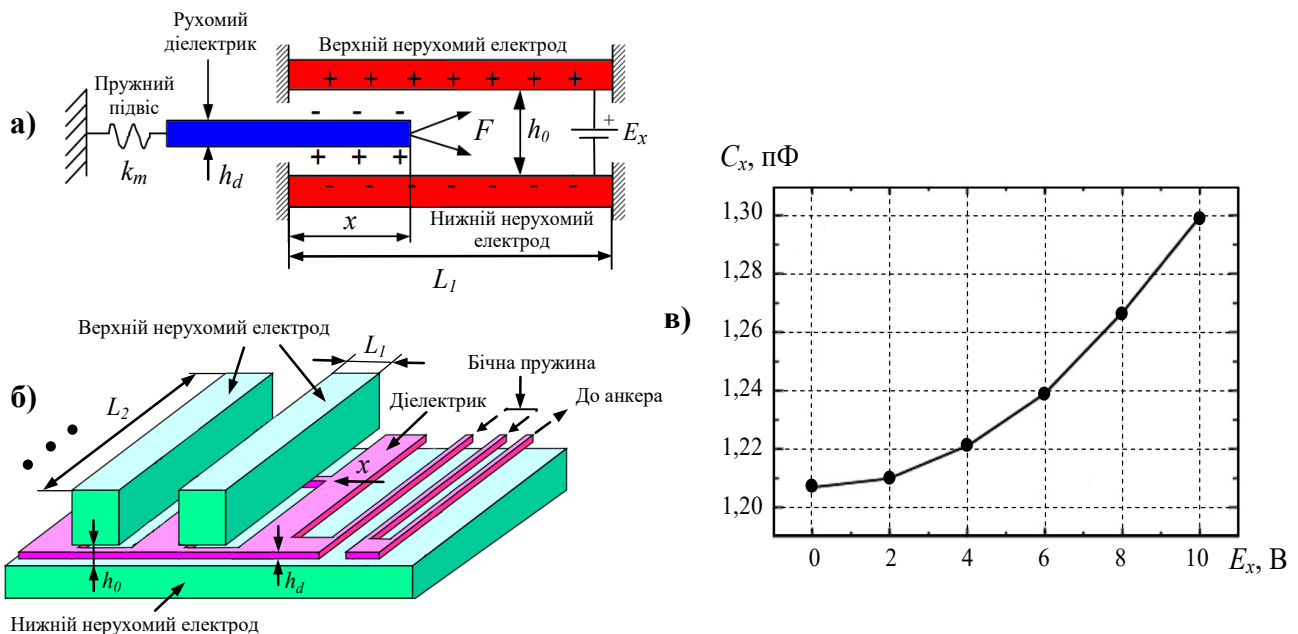 а)
Рухомий
діелектрик
Верхній нерухомий електрод
+ + + + + + +
Пружний
підвіс
- - -
F
h0
+
Ex
km
hd
+ + +
- - - - - - -
x
Нижній нерухомий
електрод
L1
б)
Верхній нерухомий електрод
L1
Бічна пружина
L2
Діелектрик
До анкера
x
h0
hd
Нижній нерухомий електрод
в)
Cx, пФ
1,30
1,28
1,26
1,24
1,22
1,20
0 2 4 6 8 10 Ex, В